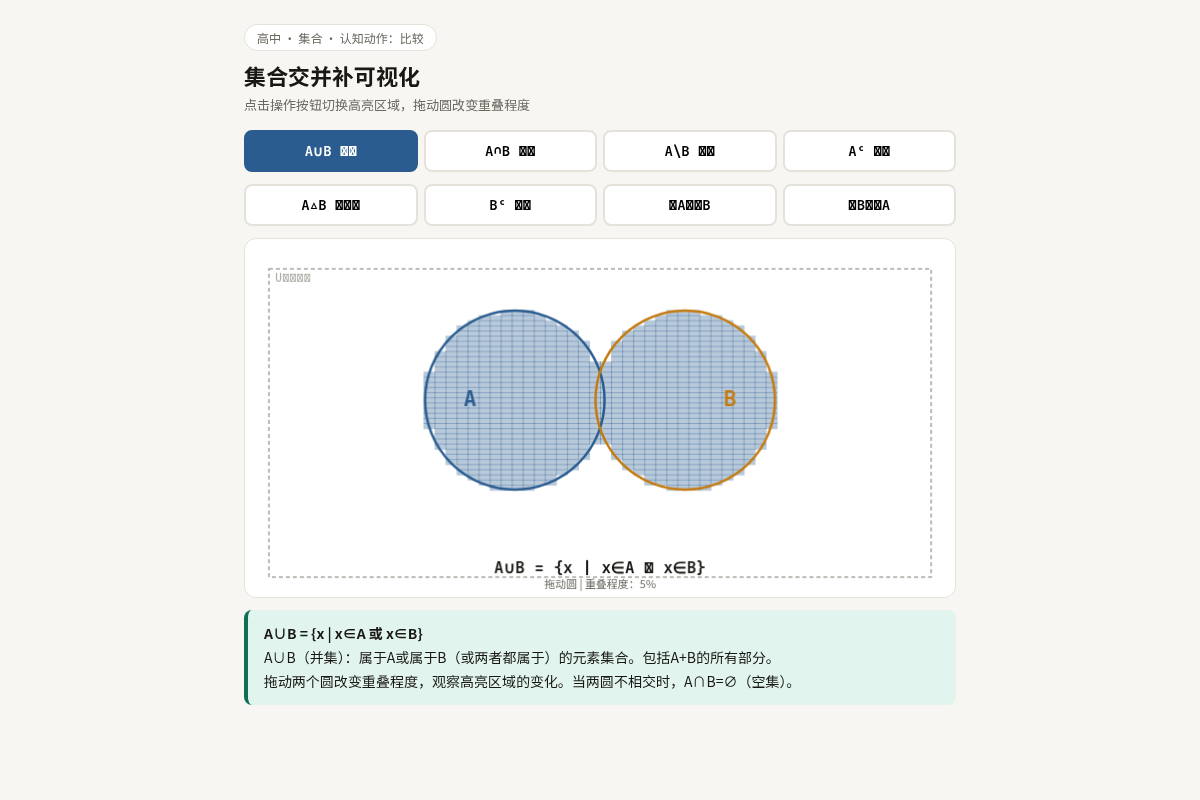 高中 · 集合 · 认知动作：比较
集合交并补可视化
点击操作按钮切换高亮区域，拖动圆改变重叠程度
A∪B
A∩B
A\B
Aᶜ
A△B
Bᶜ
A B
B A
U
A
B
A∪B = {x | x∈A x∈B}
拖动圆 | 重叠程度：5%
A∪B = {x | x∈A 或 x∈B}
A∪B（并集）：属于A或属于B（或两者都属于）的元素集合。包括A+B的所有部分。
拖动两个圆改变重叠程度，观察高亮区域的变化。当两圆不相交时，A∩B=∅（空集）。